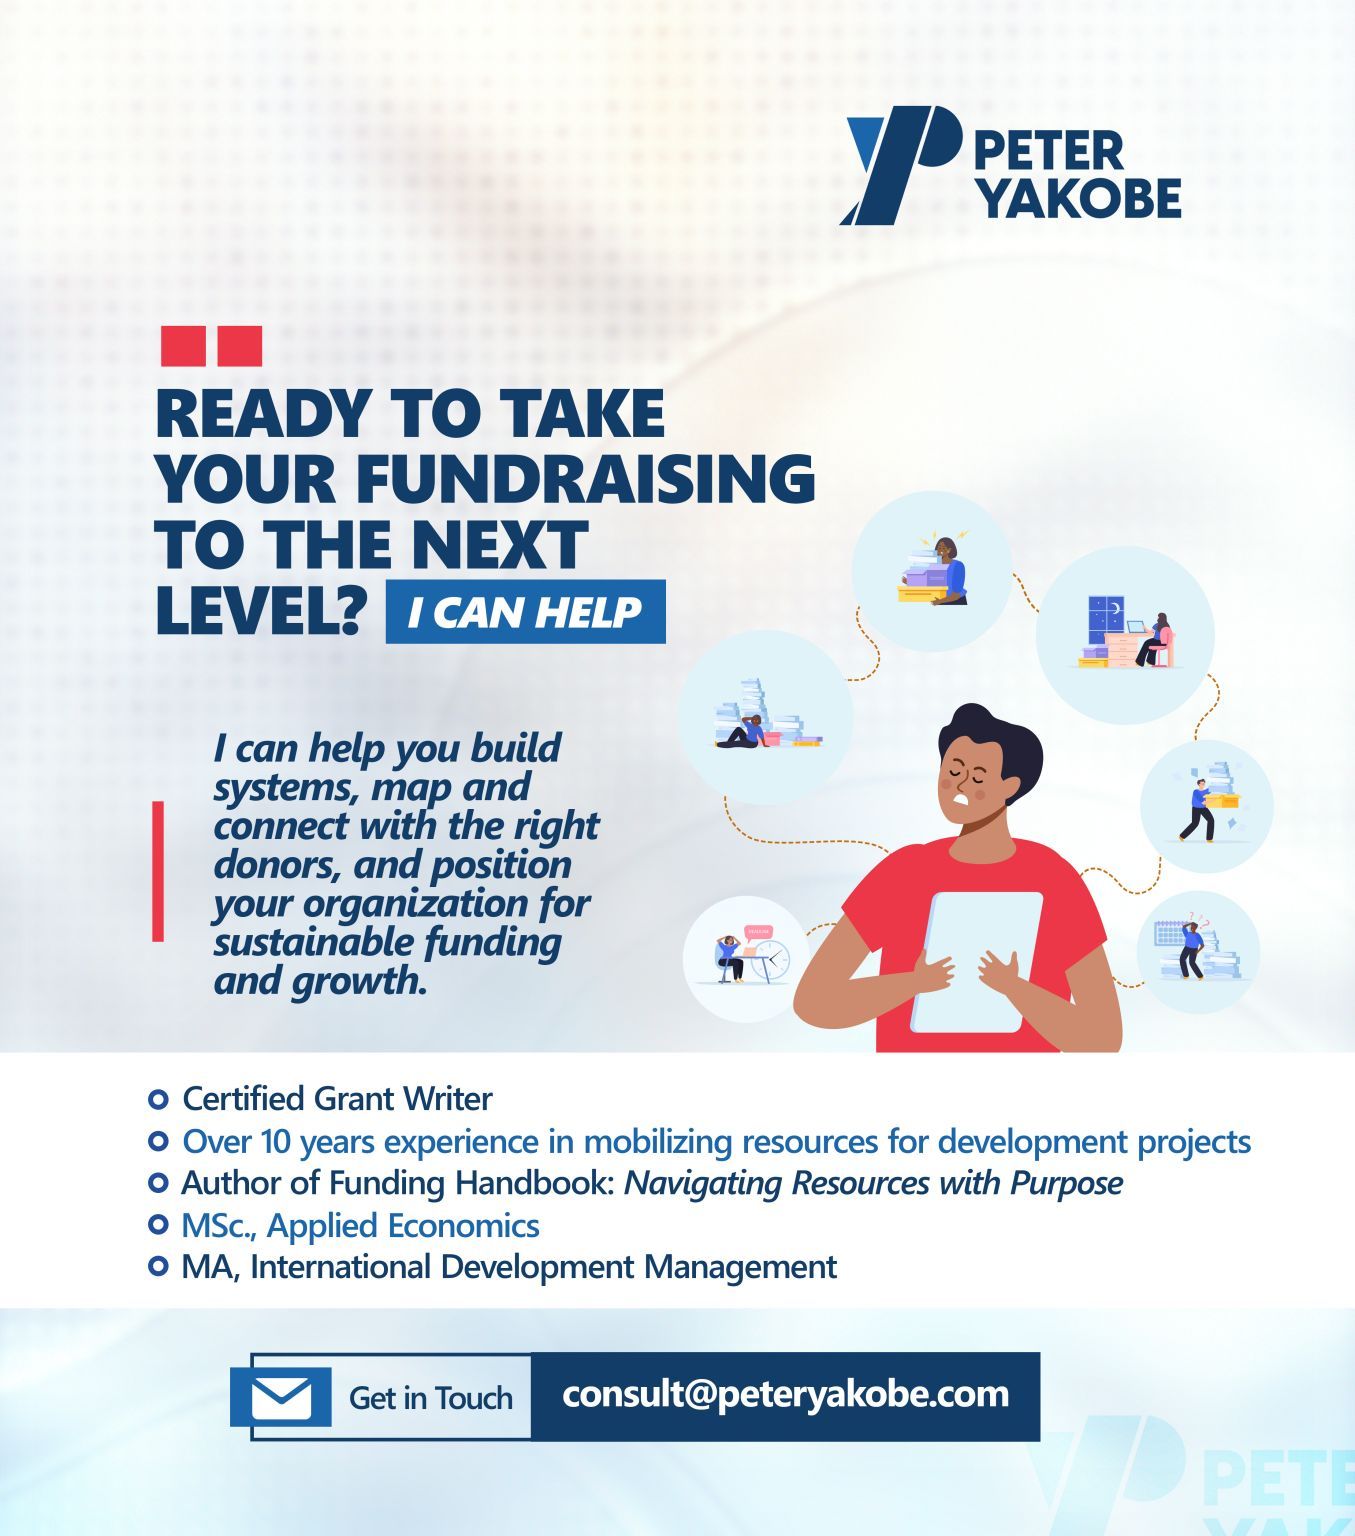 PETER
YAKOBE
READY TO TAKE
YOUR FUNDRAISING
TO THE NEXT
LEVEL? I CAN HELP
I can help you build
systems, map and
connect with the right
donors, and position
your organization for
sustainable funding
and growth.
Certified Grant Writer
Over 10 years experience in mobilizing resources for development projects
Author of Funding Handbook: Navigating Resources with Purpose
MSc., Applied Economics
MA, International Development Management
Get in Touch consult@peteryakobe.com
PETE
YAK